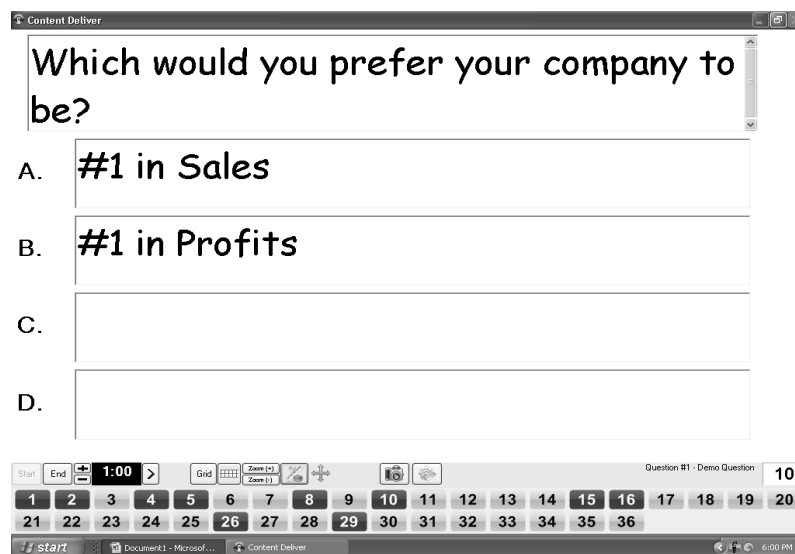 Content Deliver
Which would you prefer your company to
be?
A. #1 in Sales
B. #1 in Profits
C.
D.
Start End 1:00 > Grid Zoom (+) Zoom (-) Question #1 - Demo Question 10
1 2 3 4 5 6 7 8 9 10 11 12 13 14 15 16 17 18 19 20
21 22 23 24 25 26 27 28 29 30 31 32 33 34 35 36
start Document1 - Microsof... Content Deliver 6:00 PM